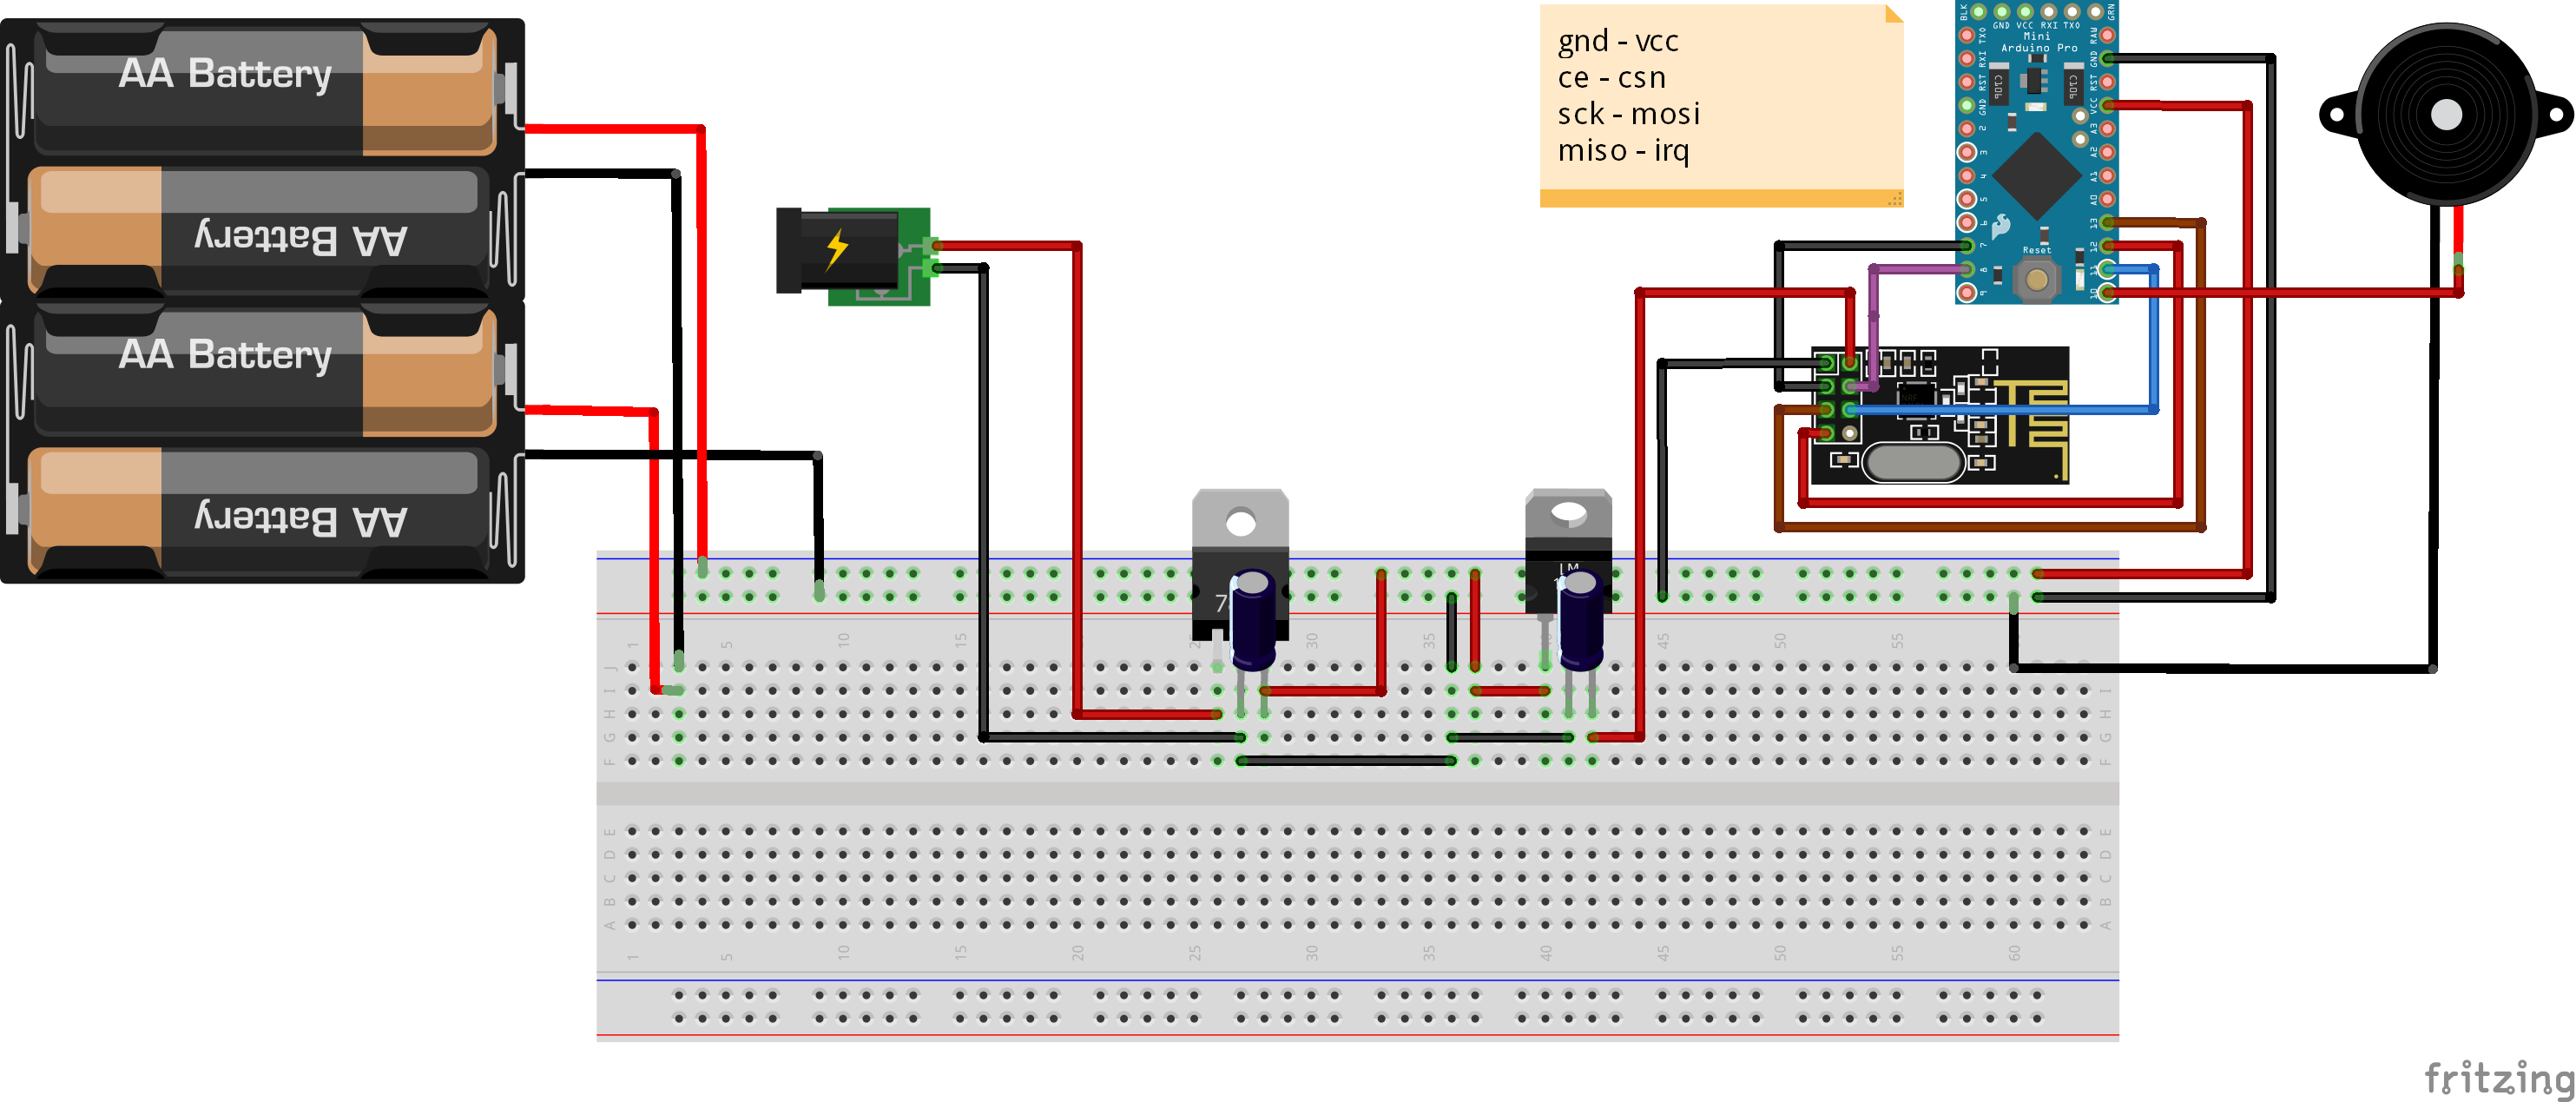 AA Battery
AA Battery
AA Battery
AA Battery
gnd - vcc
ce - csn
sck - mosi
miso - irq
BLK GND VCC RXI TXO GRN
Mini
Arduino Pro
TXO
RXI
RST
GND
2
3
4
5
6
7
8
9
RAW
GND
RST
VCC
A3
A2
A1
A0
13
12
11
10
Reset
LM
7
1 5 10 15 25 30 35 45 50 55
J
I
H
G
F
J
I
H
G
F
E
D
C
B
A
E
D
C
B
A
1 5 10 15 20 25 30 35 40 45 50 55 60
fritzing